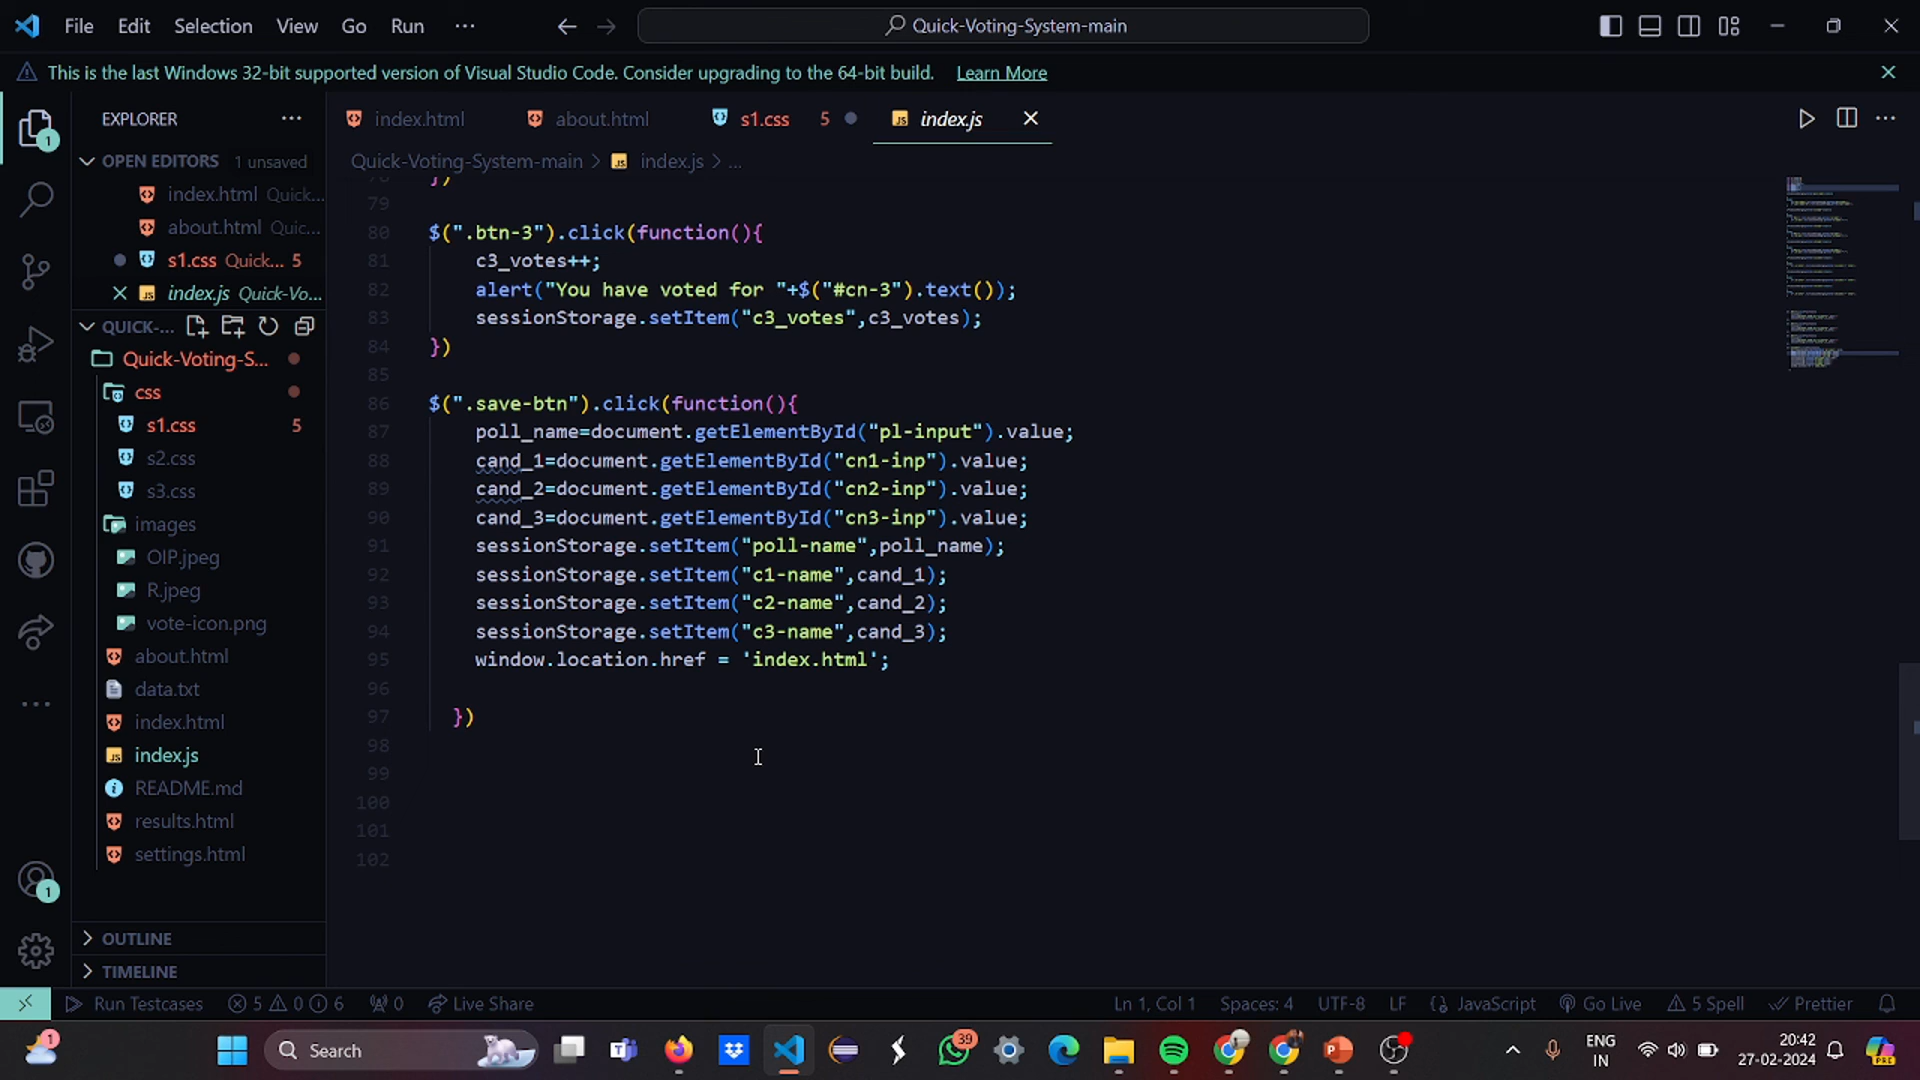 File Edit Selection View Go Run ··· Quick-Voting-System-main
This is the last Windows 32-bit supported version of Visual Studio Code. Consider upgrading to the 64-bit build. Learn More
EXPLORER
OPEN EDITORS 1 unsaved
index.html Quick...
about.html Quic...
s1.css Quick... 5
index.js Quick-Vo...
QUICK-...
Quick-Voting-S...
css
s1.css 5
s2.css
s3.css
images
OIP.jpeg
R.jpeg
vote-icon.png
about.html
data.txt
index.html
index.js
README.md
results.html
settings.html
OUTLINE
TIMELINE
1
1
index.html about.html s1.css 5 index.js
Quick-Voting-System-main > index.js > ...
})
79
80 $(".btn-3").click(function(){
81 c3_votes++;
82 alert("You have voted for "+$("#cn-3").text());
83 sessionStorage.setItem("c3_votes",c3_votes);
84 })
85
86 $(".save-btn").click(function(){
87 poll_name=document.getElementById("pl-input").value;
88 cand_1=document.getElementById("cn1-inp").value;
89 cand_2=document.getElementById("cn2-inp").value;
90 cand_3=document.getElementById("cn3-inp").value;
91 sessionStorage.setItem("poll-name",poll_name);
92 sessionStorage.setItem("c1-name",cand_1);
93 sessionStorage.setItem("c2-name",cand_2);
94 sessionStorage.setItem("c3-name",cand_3);
95 window.location.href = 'index.html';
96
97 })
98
99
100
101
102
Run Testcases 5 0 6 0 Live Share Ln 1, Col 1 Spaces: 4 UTF-8 LF JavaScript Go Live 5 Spell Prettier
1 Search 39 ENG IN 20:42 27-02-2024 PRE